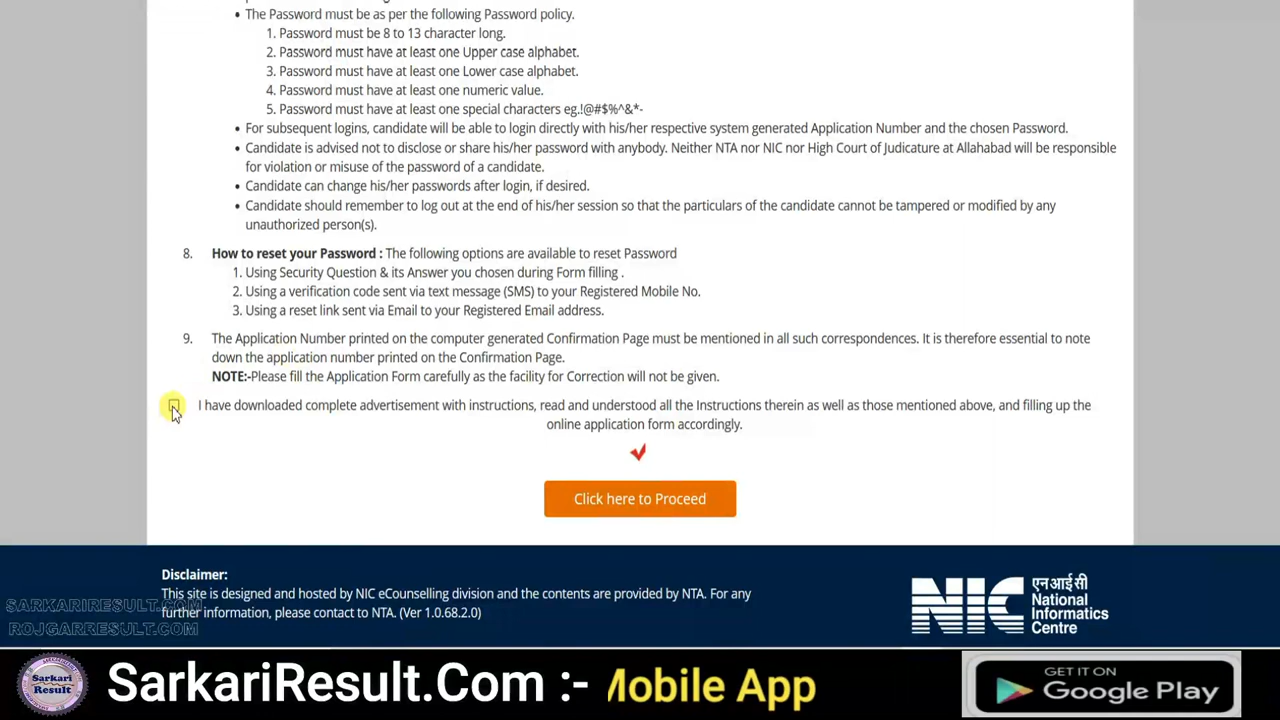 • The Password must be as per the following Password policy.
1. Password must be 8 to 13 character long.
2. Password must have at least one Upper case alphabet.
3. Password must have at least one Lower case alphabet.
4. Password must have at least one numeric value.
5. Password must have at least one special characters eg.!@#$%^&*-
• For subsequent logins, candidate will be able to login directly with his/her respective system generated Application Number and the chosen Password.
• Candidate is advised not to disclose or share his/her password with anybody. Neither NTA nor NIC nor High Court of Judicature at Allahabad will be responsible
for violation or misuse of the password of a candidate.
• Candidate can change his/her passwords after login, if desired.
• Candidate should remember to log out at the end of his/her session so that the particulars of the candidate cannot be tampered or modified by any
unauthorized person(s).
8. How to reset your Password : The following options are available to reset Password
1. Using Security Question & its Answer you chosen during Form filling .
2. Using a verification code sent via text message (SMS) to your Registered Mobile No.
3. Using a reset link sent via Email to your Registered Email address.
9. The Application Number printed on the computer generated Confirmation Page must be mentioned in all such correspondences. It is therefore essential to note
down the application number printed on the Confirmation Page.
NOTE:-Please fill the Application Form carefully as the facility for Correction will not be given.
I have downloaded complete advertisement with instructions, read and understood all the Instructions therein as well as those mentioned above, and filling up the
online application form accordingly.
Click here to Proceed
Disclaimer:
This site is designed and hosted by NIC eCounselling division and the contents are provided by NTA. For any
further information, please contact to NTA. (Ver 1.0.68.2.0)
SARKARIRESULT.COM
ROJGARRESULT.COM
NIC
एन आई सी
National
Informatics
Centre
Sarkari
Result
SarkariResult.Com :- Mobile App
GET IT ON
Google Play